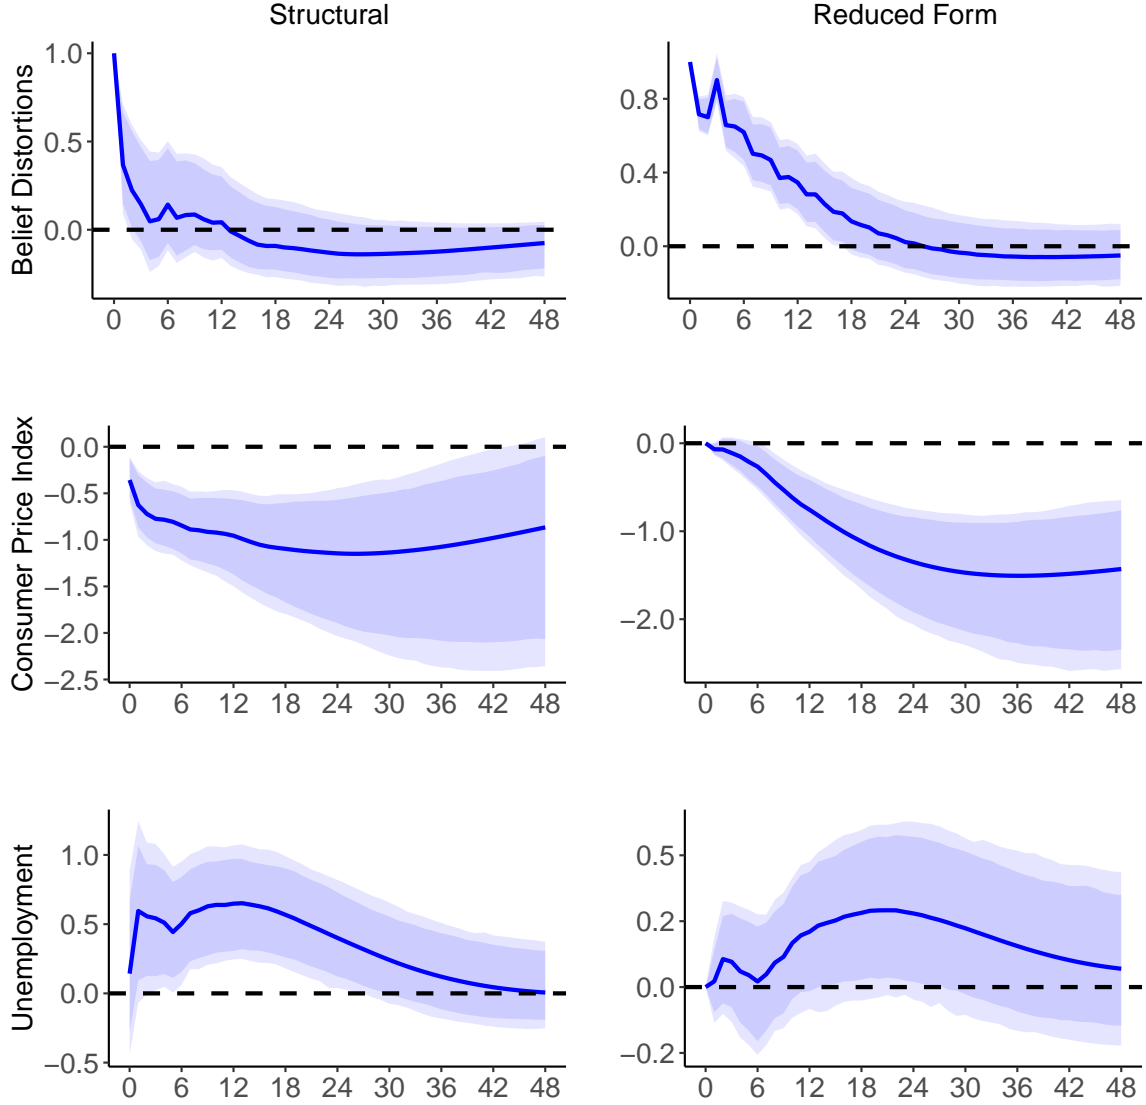 Structural
Reduced Form
Belief Distortions
1.0
0.5
0.0
0 6 12 18 24 30 36 42 48
0.8
0.4
0.0
0 6 12 18 24 30 36 42 48
Consumer Price Index
0.0
−0.5
−1.0
−1.5
−2.0
−2.5
0 6 12 18 24 30 36 42 48
0.0
−1.0
−2.0
0 6 12 18 24 30 36 42 48
Unemployment
1.0
0.5
0.0
−0.5
0 6 12 18 24 30 36 42 48
0.5
0.2
0.0
−0.2
0 6 12 18 24 30 36 42 48